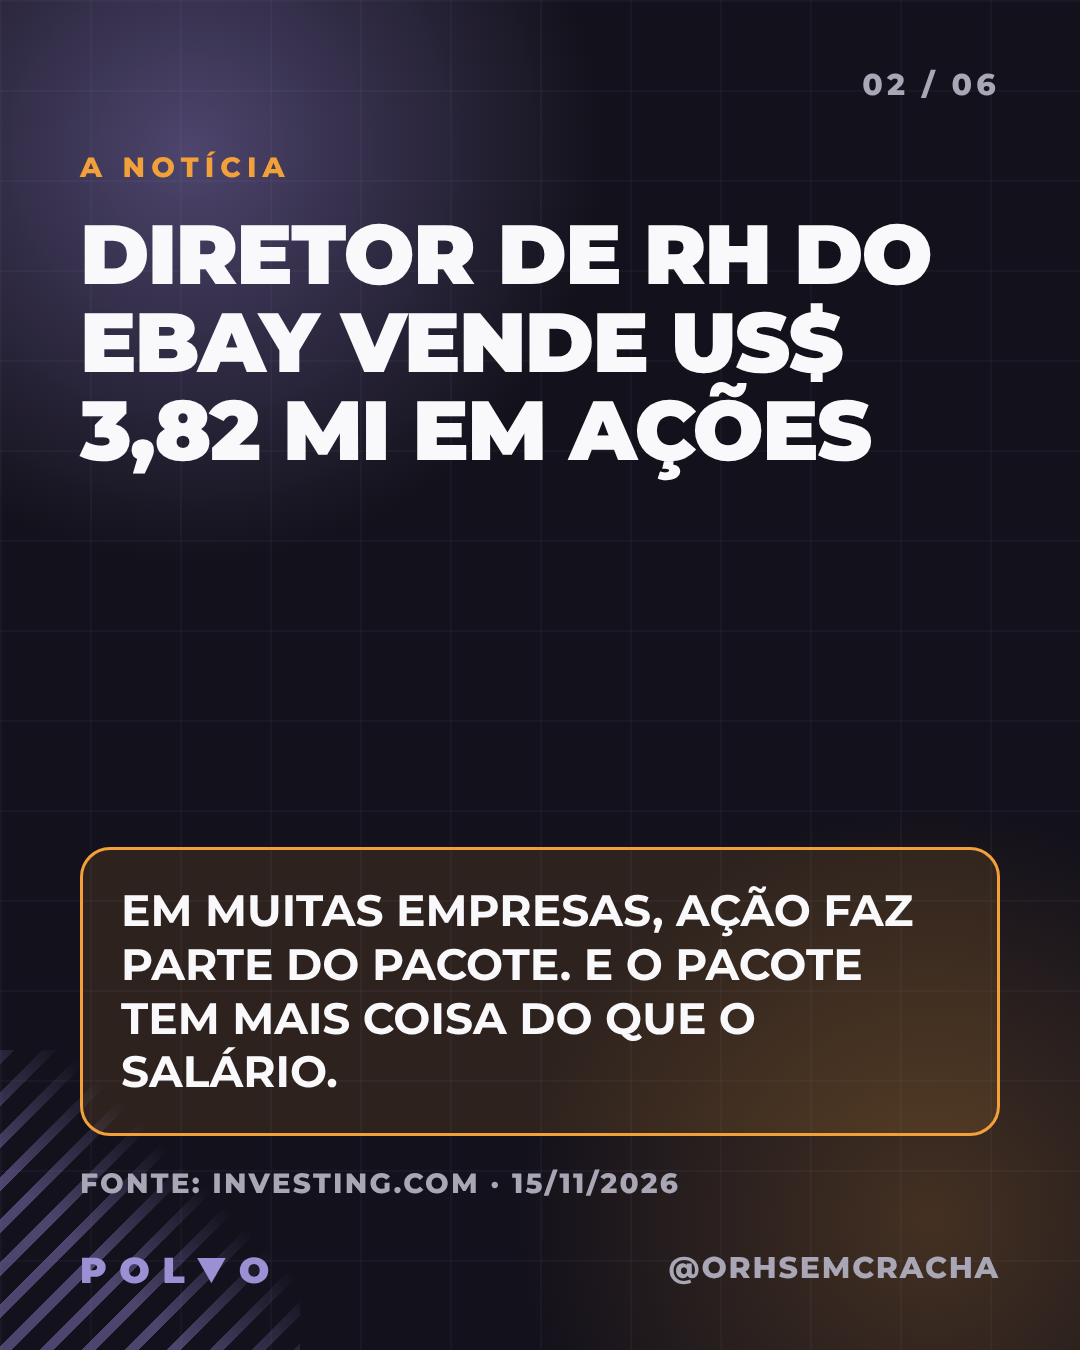 02 / 06
A NOTÍCIA
DIRETOR DE RH DO
EBAY VENDE US$
3,82 MI EM AÇÕES
EM MUITAS EMPRESAS, AÇÃO FAZ
PARTE DO PACOTE. E O PACOTE
TEM MAIS COISA DO QUE O
SALÁRIO.
FONTE: INVESTING.COM · 15/11/2026
POL▼O
@ORHSEMCRACHA